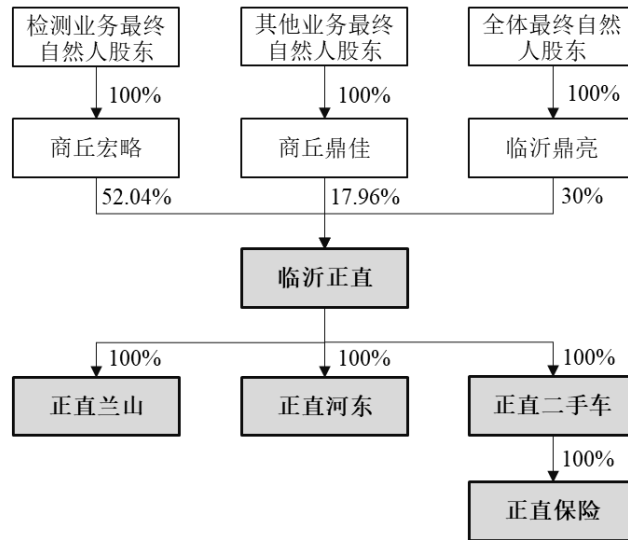 检测业务最终
自然人股东
其他业务最终
自然人股东
全体最终自然
人股东
100%
100%
100%
商丘宏略
商丘鼎佳
临沂鼎亮
52.04%
17.96%
30%
临沂正直
100%
100%
100%
正直兰山
正直河东
正直二手车
100%
正直保险